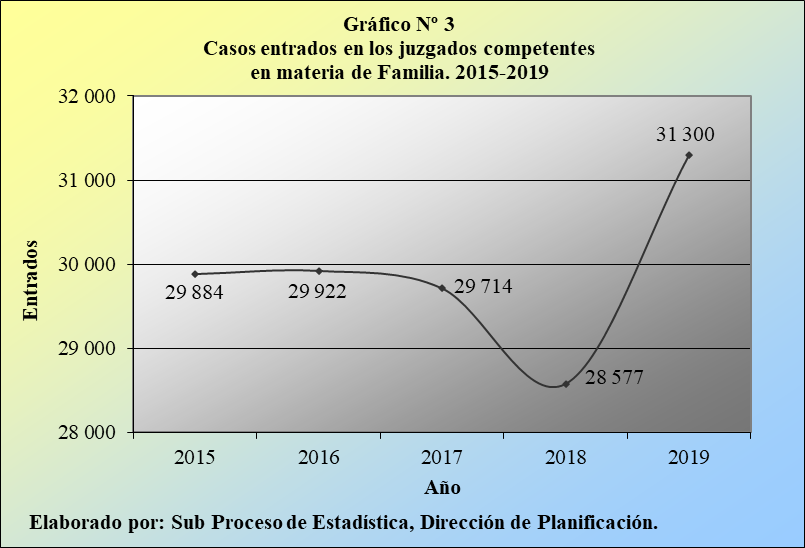 Gráfico Nº 3
Casos entrados en los juzgados competentes
en materia de Familia. 2015-2019
32 000
31 000
30 000
29 000
28 000
Entrados
29 884
29 922
29 714
28 577
31 300
2015 2016 2017 2018 2019
Año
Elaborado por: Sub Proceso de Estadística, Dirección de Planificación.